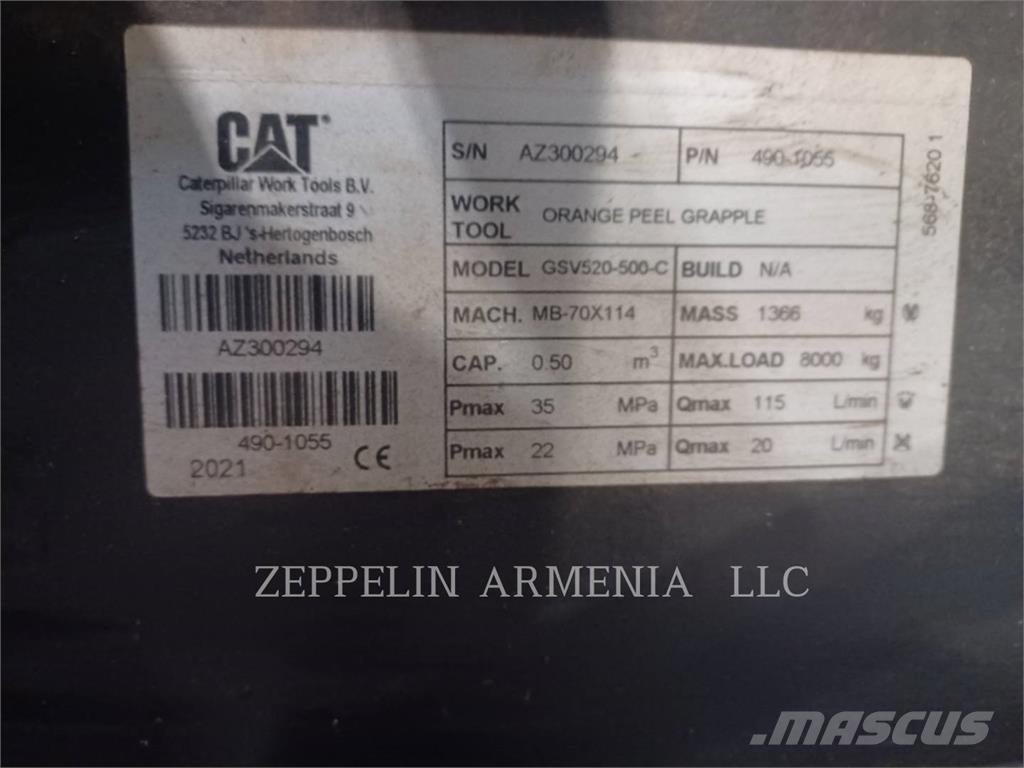 CAT
Caterpillar Work Tools B.V.
Sigarenmakerstraat 9
5232 BJ 's-Hertogenbosch
Netherlands
AZ300294
490-1055
2021 CE
S/N AZ300294 P/N 490-1055
WORK TOOL ORANGE PEEL GRAPPLE
MODEL GSV520-500-C BUILD N/A
MACH. MB-70X114 MASS 1366 kg
CAP. 0.50 m³ MAX.LOAD 8000 kg
Pmax 35 MPa Qmax 115 L/min
Pmax 22 MPa Qmax 20 L/min
568-7620 1
ZEPPELIN ARMENIA LLC
MASCUS